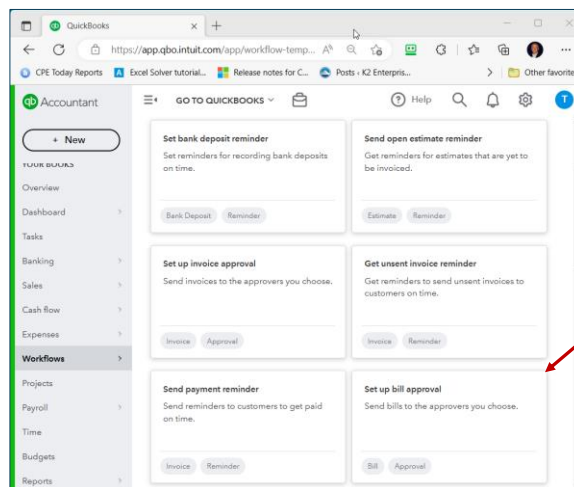 QuickBooks
https://app.qbo.intuit.com/app/workflow-temp...
CPE Today Reports
Excel Solver tutorial...
Release notes for C...
Posts ‹ K2 Enterpris...
Other favorite
qb Accountant
GO TO QUICKBOOKS
Help
T
+ New
YOUR BOOKS
Overview
Dashboard
Tasks
Banking
Sales
Cash flow
Expenses
Workflows
Projects
Payroll
Time
Budgets
Reports
Set bank deposit reminder
Set reminders for recording bank deposits
on time.
Bank Deposit Reminder
Send open estimate reminder
Get reminders for estimates that are yet to
be invoiced.
Estimate Reminder
Set up invoice approval
Send invoices to the approvers you choose.
Invoice Approval
Get unsent invoice reminder
Get reminders to send unsent invoices to
customers on time.
Invoice Reminder
Send payment reminder
Send reminders to customers to get paid
on time.
Invoice Reminder
Set up bill approval
Send bills to the approvers you choose.
Bill Approval